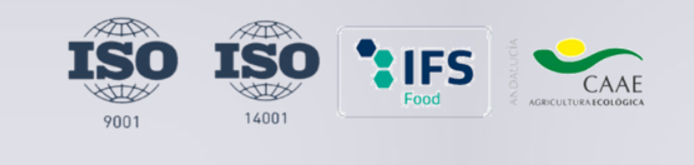 ISO
9001
ISO
14001
IFS
Food
ANDALUCÍA
CAAE
AGRICULTURA ECOLÓGICA